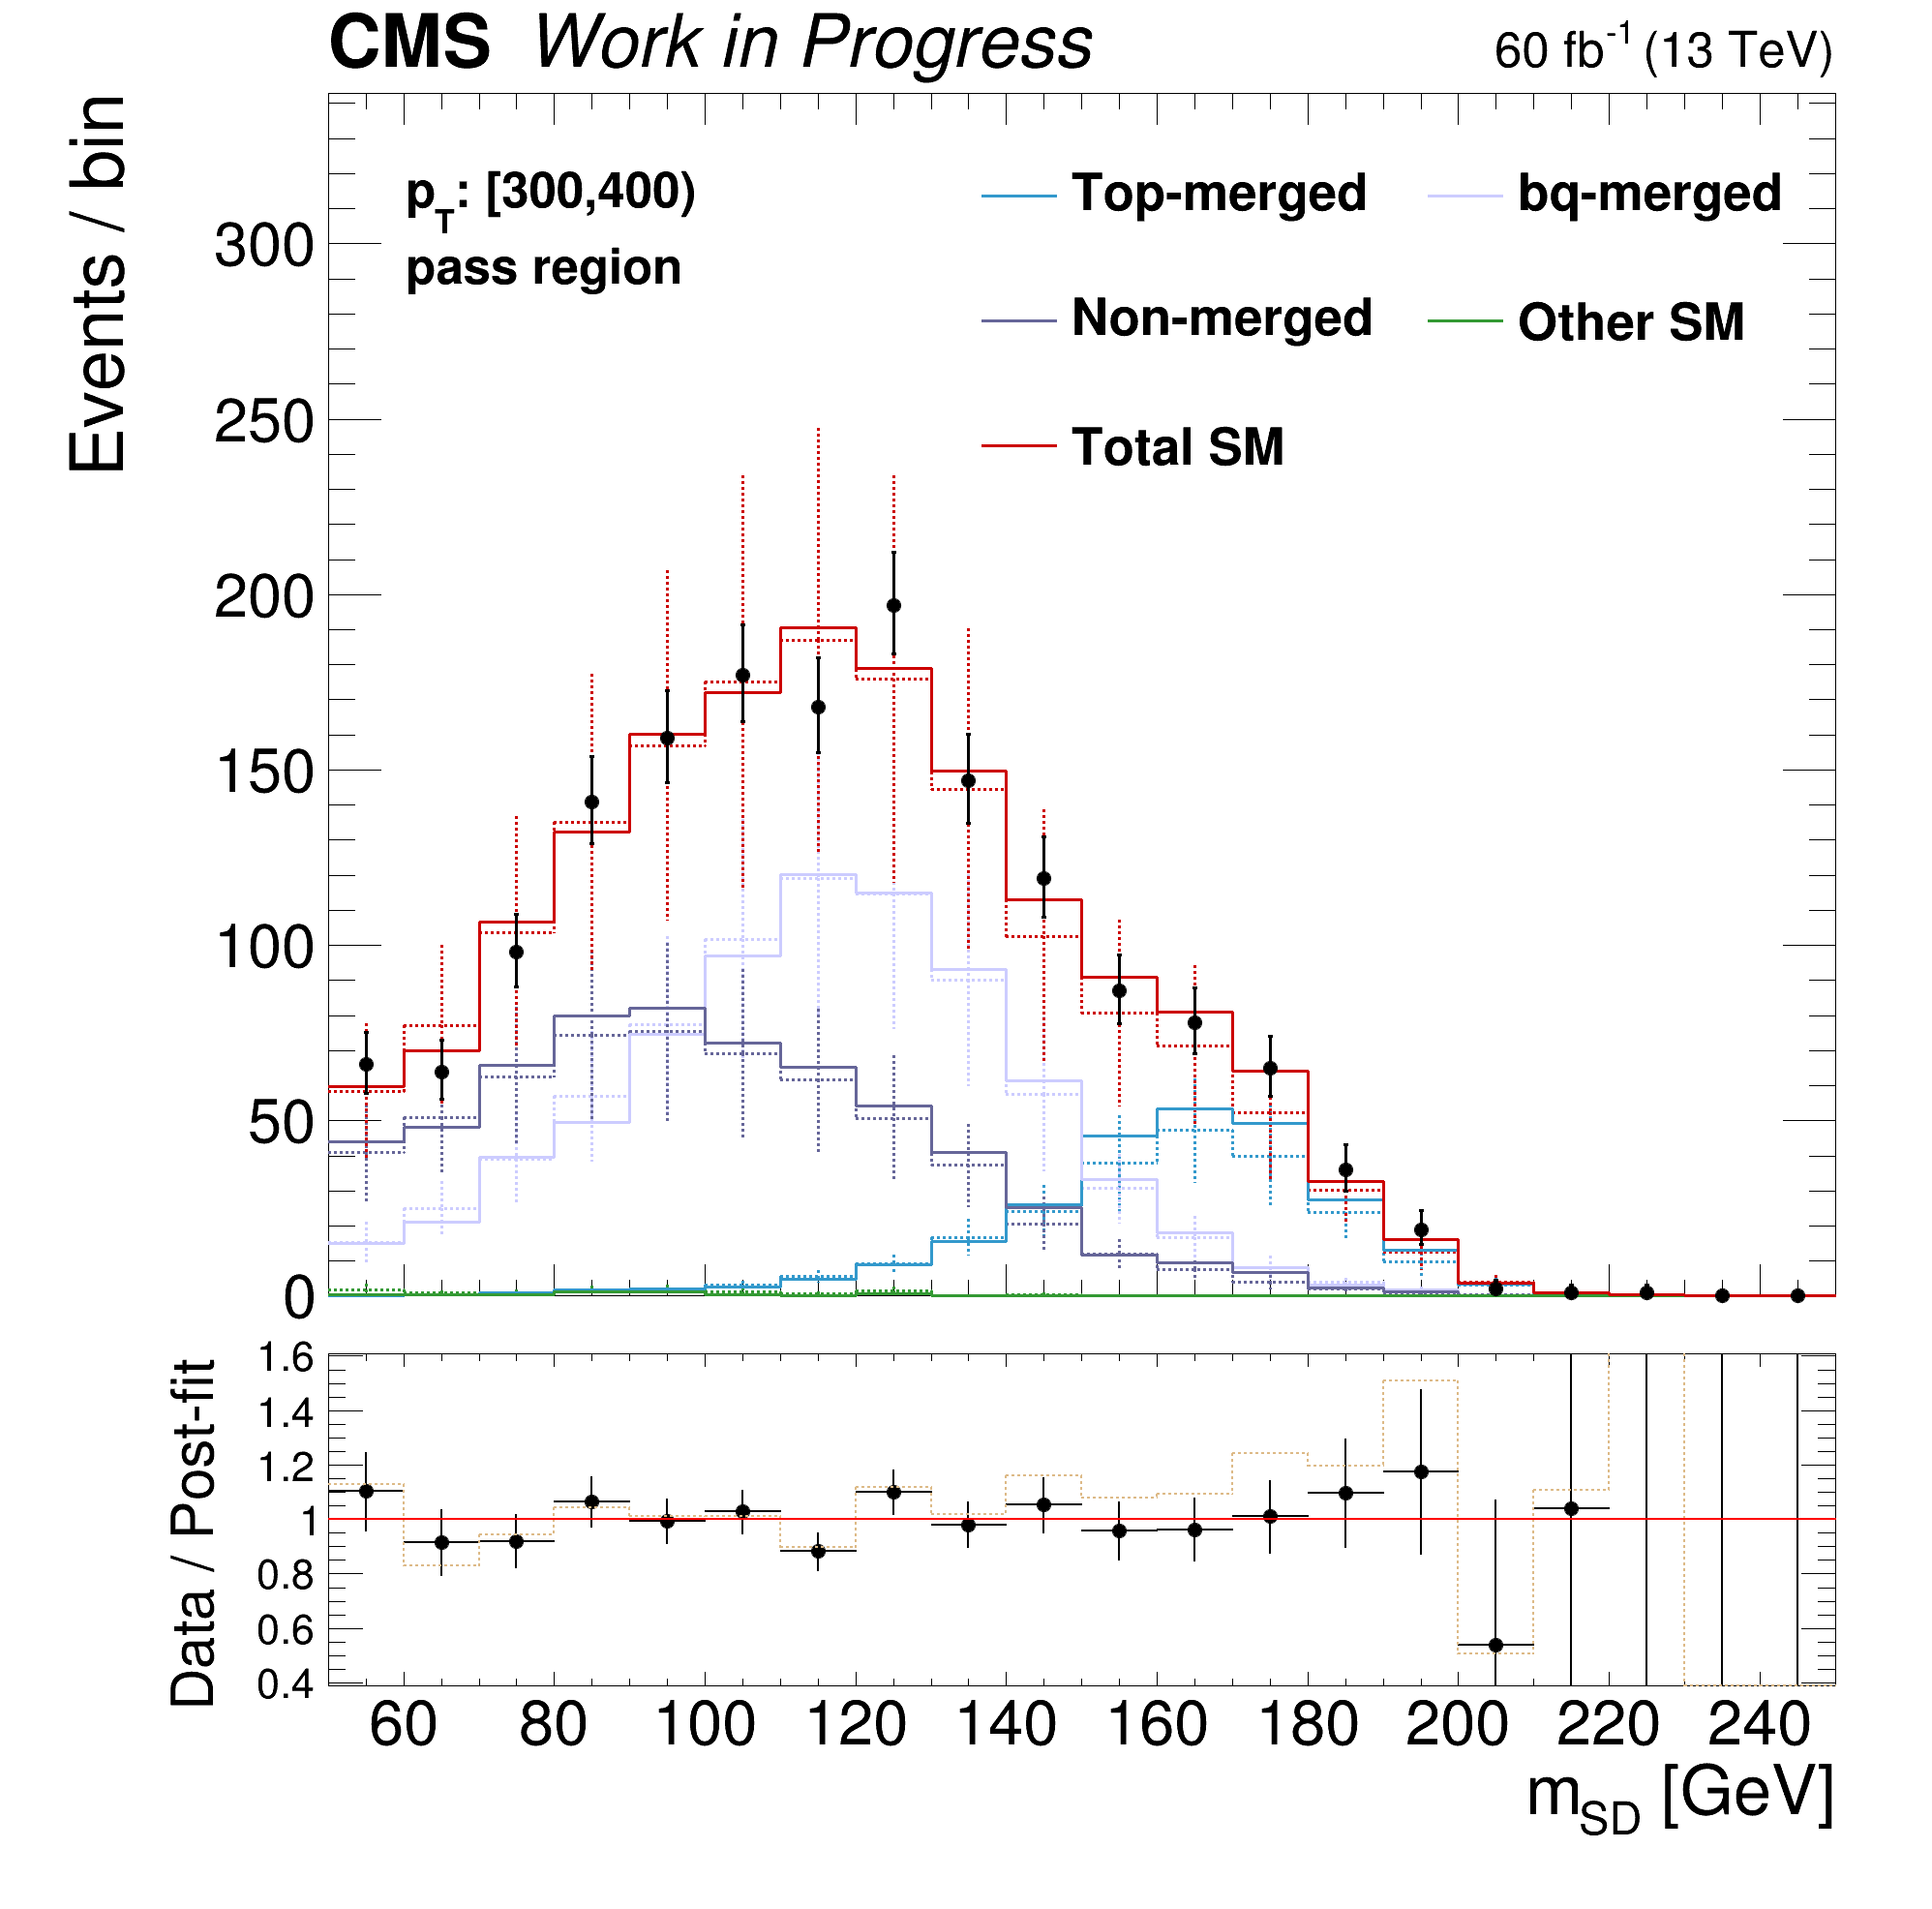 CMS Work in Progress
60 fb-1 (13 TeV)
Events / bin
pT: [300,400)
pass region
Top-merged
bq-merged
Non-merged
Other SM
Total SM
300
250
200
150
100
50
0
Data / Post-fit
1.6
1.4
1.2
1
0.8
0.6
0.4
60 80 100 120 140 160 180 200 220 240
mSD [GeV]